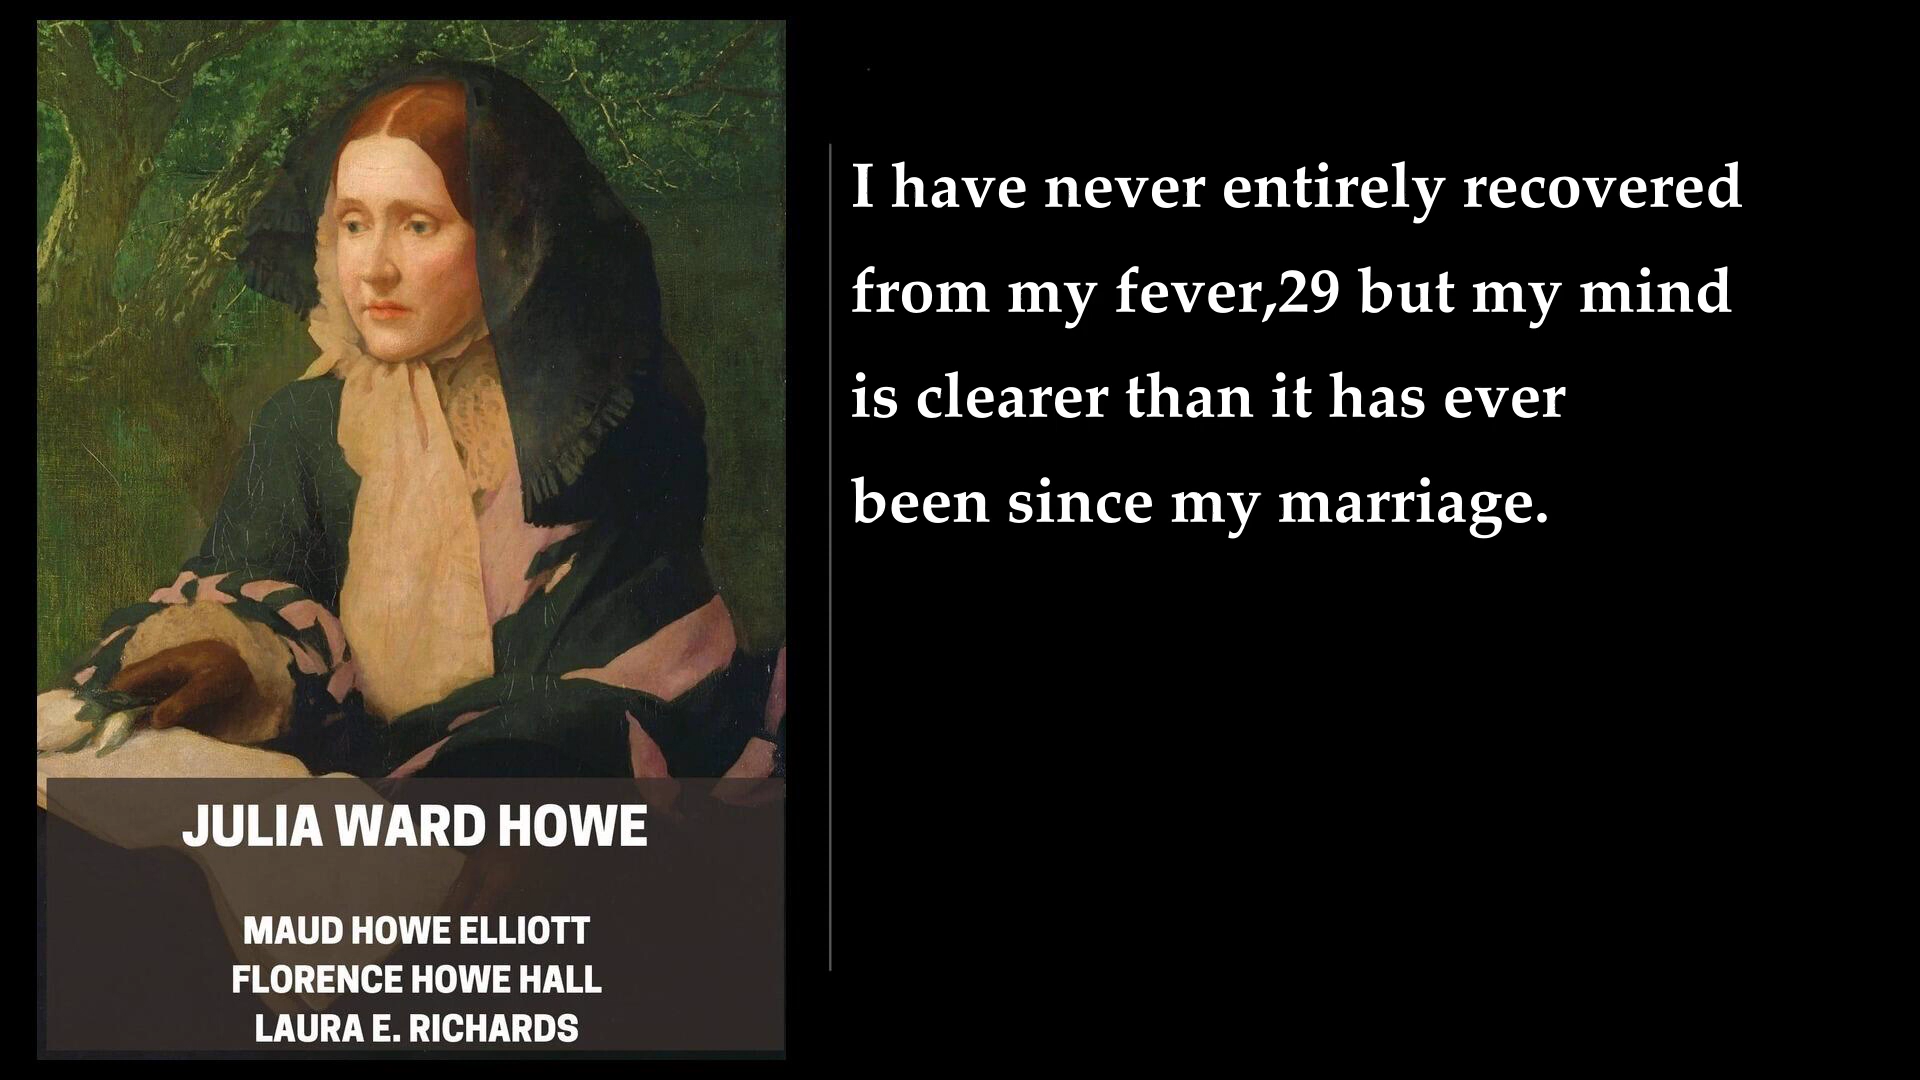 JULIA WARD HOWE
MAUD HOWE ELLIOTT
FLORENCE HOWE HALL
LAURA E. RICHARDS
I have never entirely recovered
from my fever,29 but my mind
is clearer than it has ever
been since my marriage.